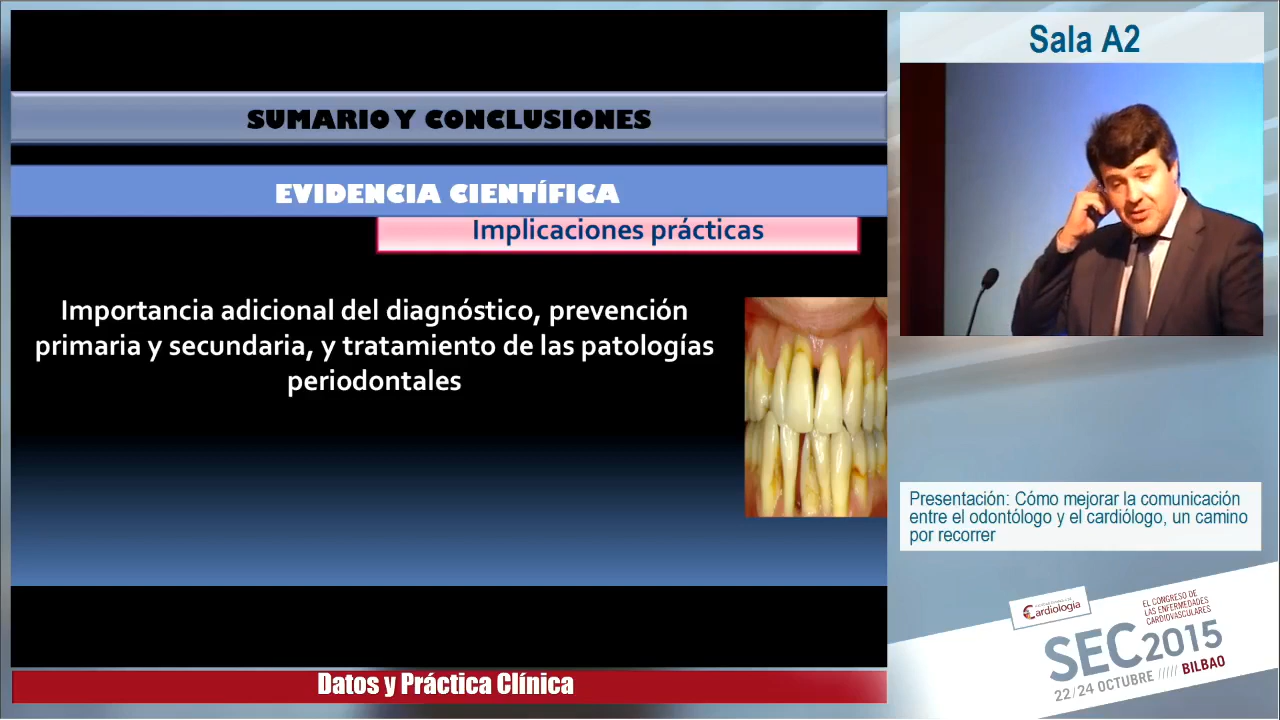 SUMARIO Y CONCLUSIONES
EVIDENCIA CIENTÍFICA
Implicaciones prácticas
Importancia adicional del diagnóstico, prevención
primaria y secundaria, y tratamiento de las patologías
periodontales
Datos y Práctica Clínica
Sala A2
Presentación: Cómo mejorar la comunicación
entre el odontólogo y el cardiólogo, un camino
por recorrer
Cardiología
EL CONGRESO DE
LAS ENFERMEDADES
CARDIOVASCULARES
SEC2015
22/24 OCTUBRE ///// BILBAO